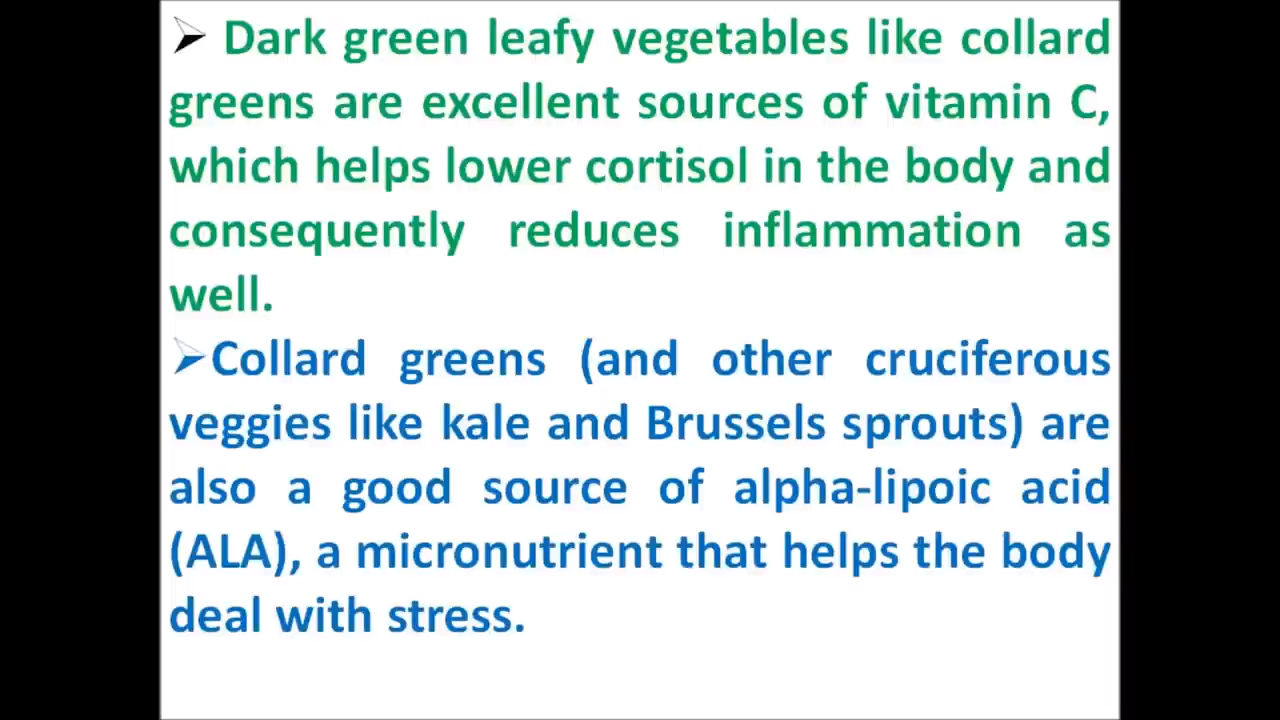 ➢ Dark green leafy vegetables like collard
greens are excellent sources of vitamin C,
which helps lower cortisol in the body and
consequently reduces inflammation as
well.
➢Collard greens (and other cruciferous
veggies like kale and Brussels sprouts) are
also a good source of alpha-lipoic acid
(ALA), a micronutrient that helps the body
deal with stress.